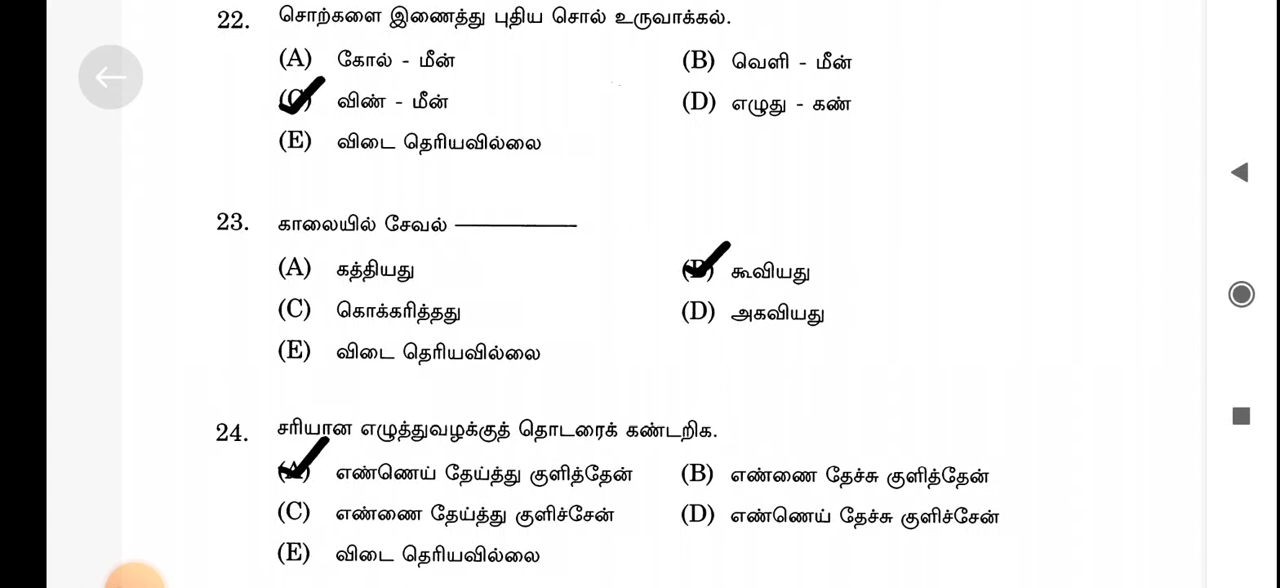 22. சொற்களை இணைத்து புதிய சொல் உருவாக்கல்.
(A) கோல் - மீன் (B) வெளி - மீன்
(C) விண் - மீன் (D) எழுது - கண்
(E) விடை தெரியவில்லை
23. காலையில் சேவல் ————
(A) கத்தியது (B) கூவியது
(C) கொக்கரித்தது (D) அகவியது
(E) விடை தெரியவில்லை
24. சரியான எழுத்துவழக்குத் தொடரைக் கண்டறிக.
(A) எண்ணெய் தேய்த்து குளித்தேன் (B) எண்ணை தேச்சு குளித்தேன்
(C) எண்ணை தேய்த்து குளிச்சேன் (D) எண்ணெய் தேச்சு குளிச்சேன்
(E) விடை தெரியவில்லை